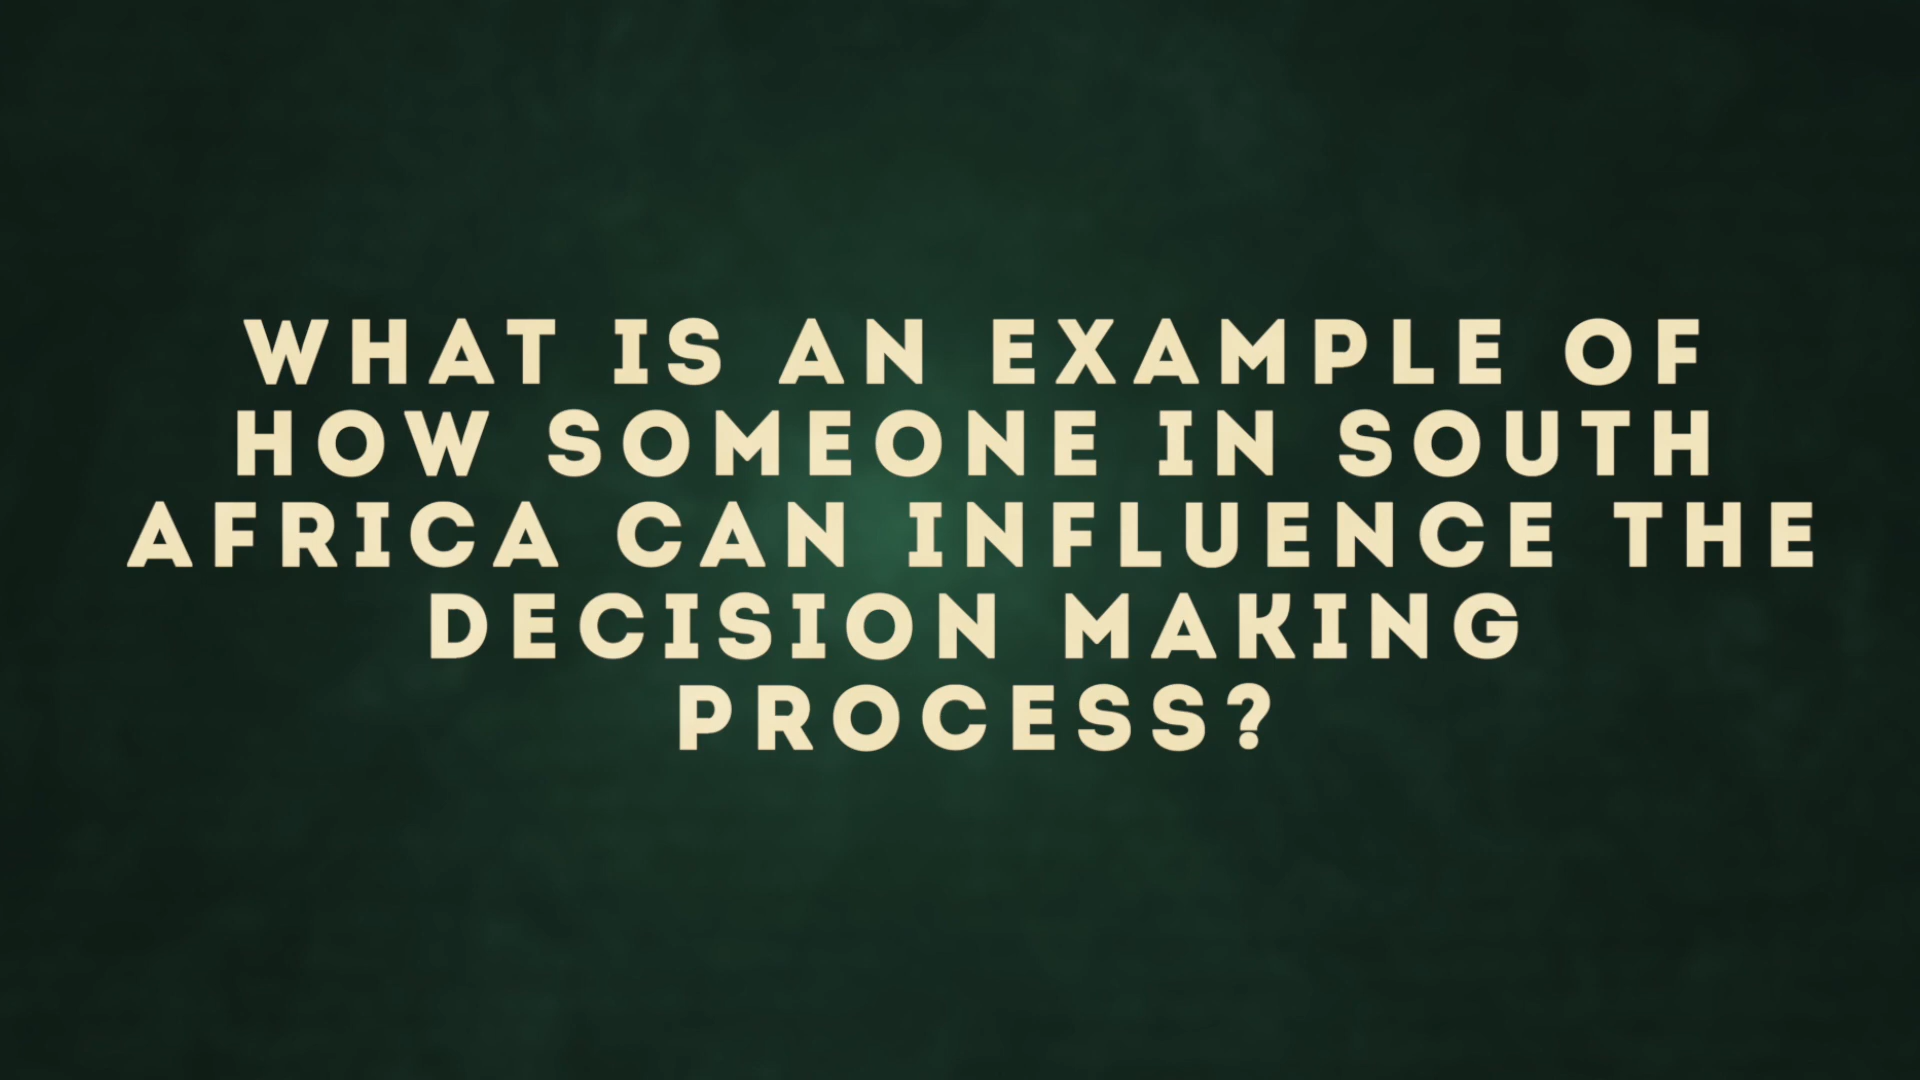 WHAT IS AN EXAMPLE OF
HOW SOMEONE IN SOUTH
AFRICA CAN INFLUENCE THE
DECISION MAKING
PROCESS?